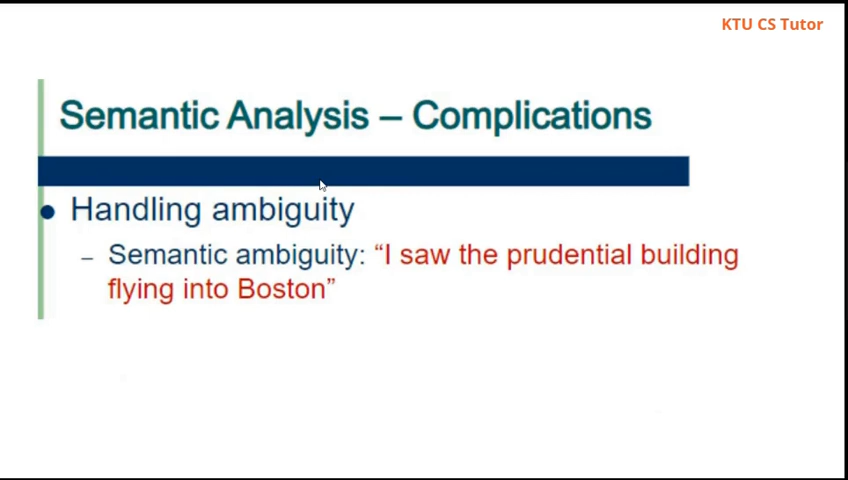 KTU CS Tutor
Semantic Analysis – Complications
● Handling ambiguity
– Semantic ambiguity: “I saw the prudential building
flying into Boston”